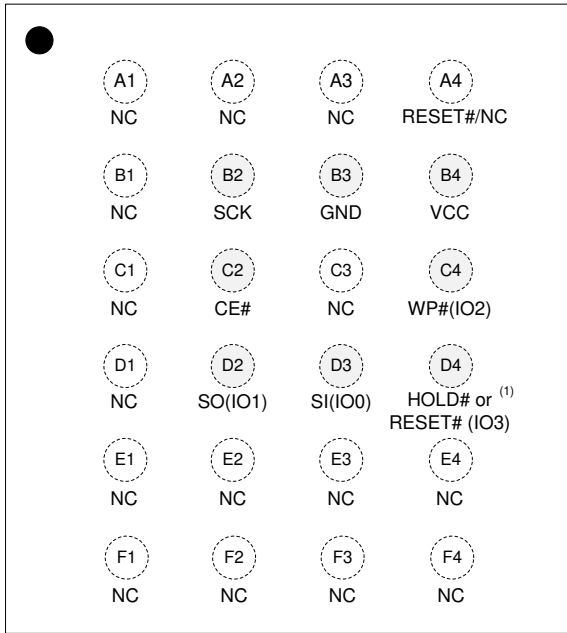 A1 A2 A3 A4
NC NC NC RESET#/NC
B1 B2 B3 B4
NC SCK GND VCC
C1 C2 C3 C4
NC CE# NC WP#(IO2)
D1 D2 D3 D4
NC SO(IO1) SI(IO0) HOLD# or (1)
RESET# (IO3)
E1 E2 E3 E4
NC NC NC NC
F1 F2 F3 F4
NC NC NC NC